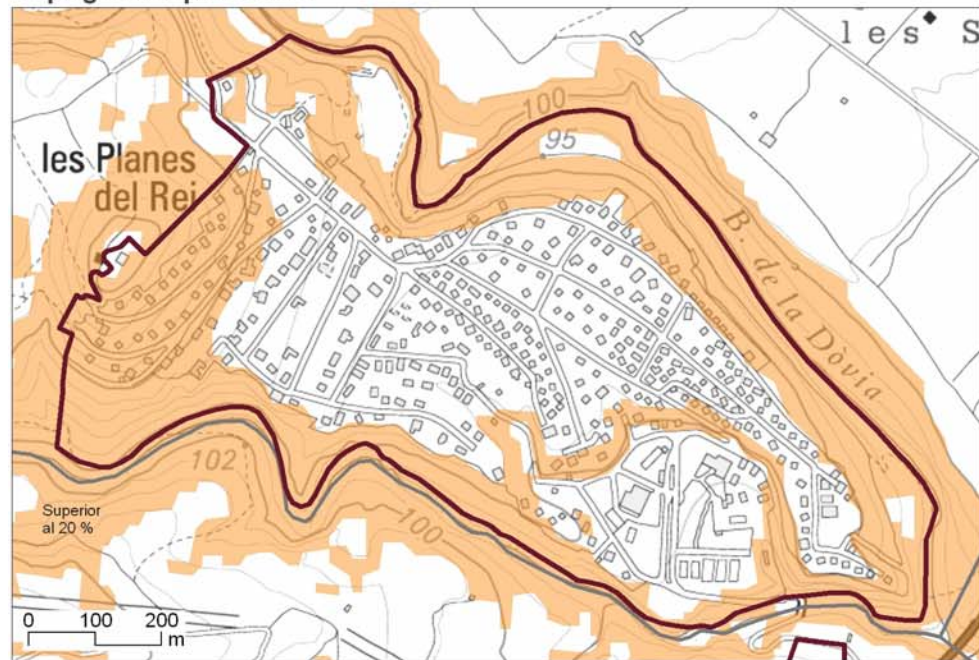 les S
100
95
les Planes
del Rei
B. de la Dòvia
102
100
Superior
al 20 %
0 100 200
m